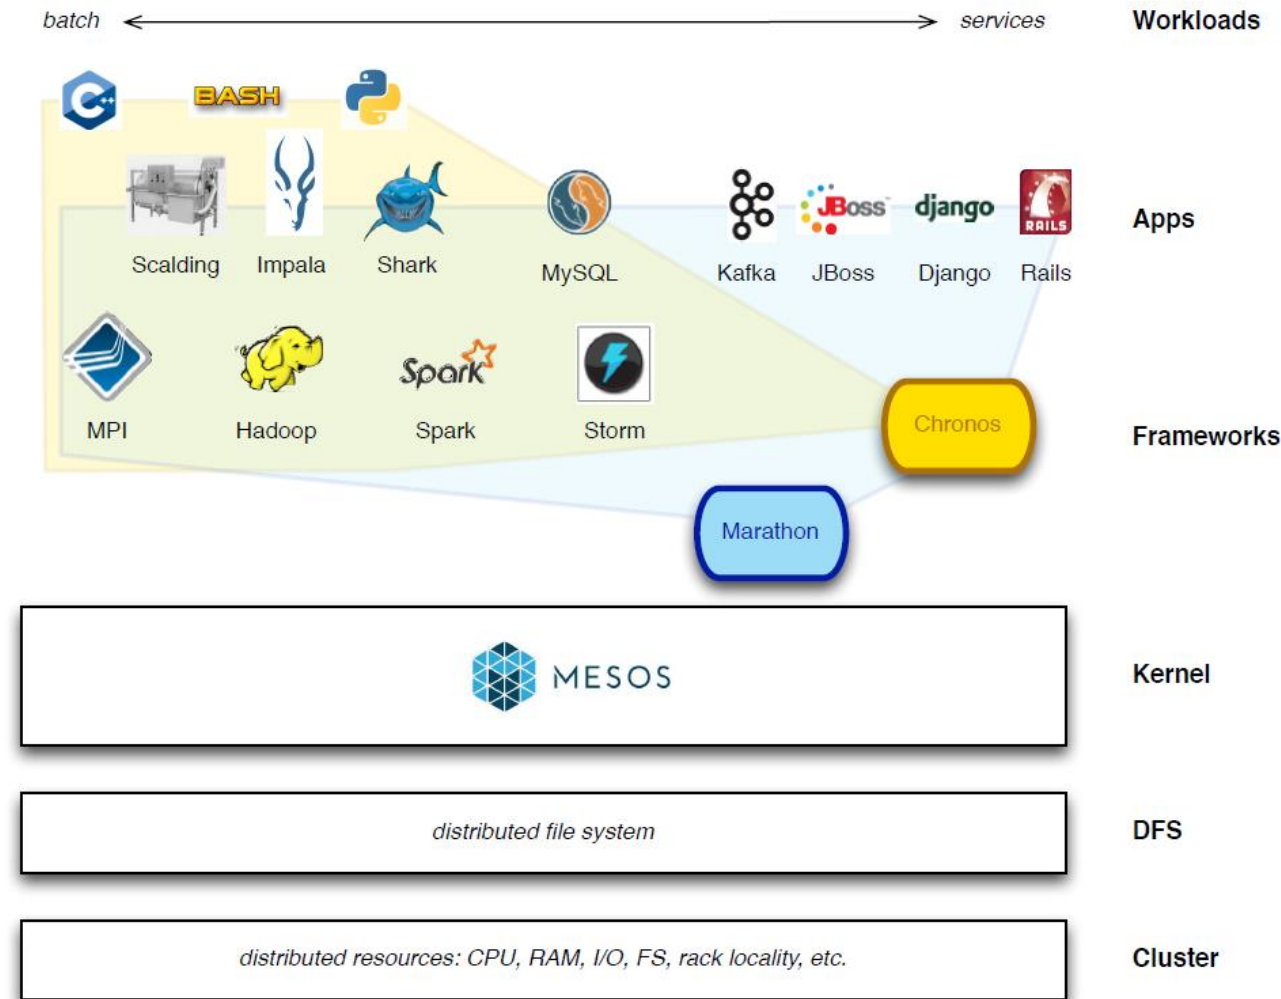 batch
services
Workloads
C++
BASH
JBoss
django
RAILS
Apps
Scalding
Impala
Shark
MySQL
Kafka
JBoss
Django
Rails
Spark
MPI
Hadoop
Spark
Storm
Chronos
Frameworks
Marathon
MESOS
Kernel
distributed file system
DFS
distributed resources: CPU, RAM, I/O, FS, rack locality, etc.
Cluster